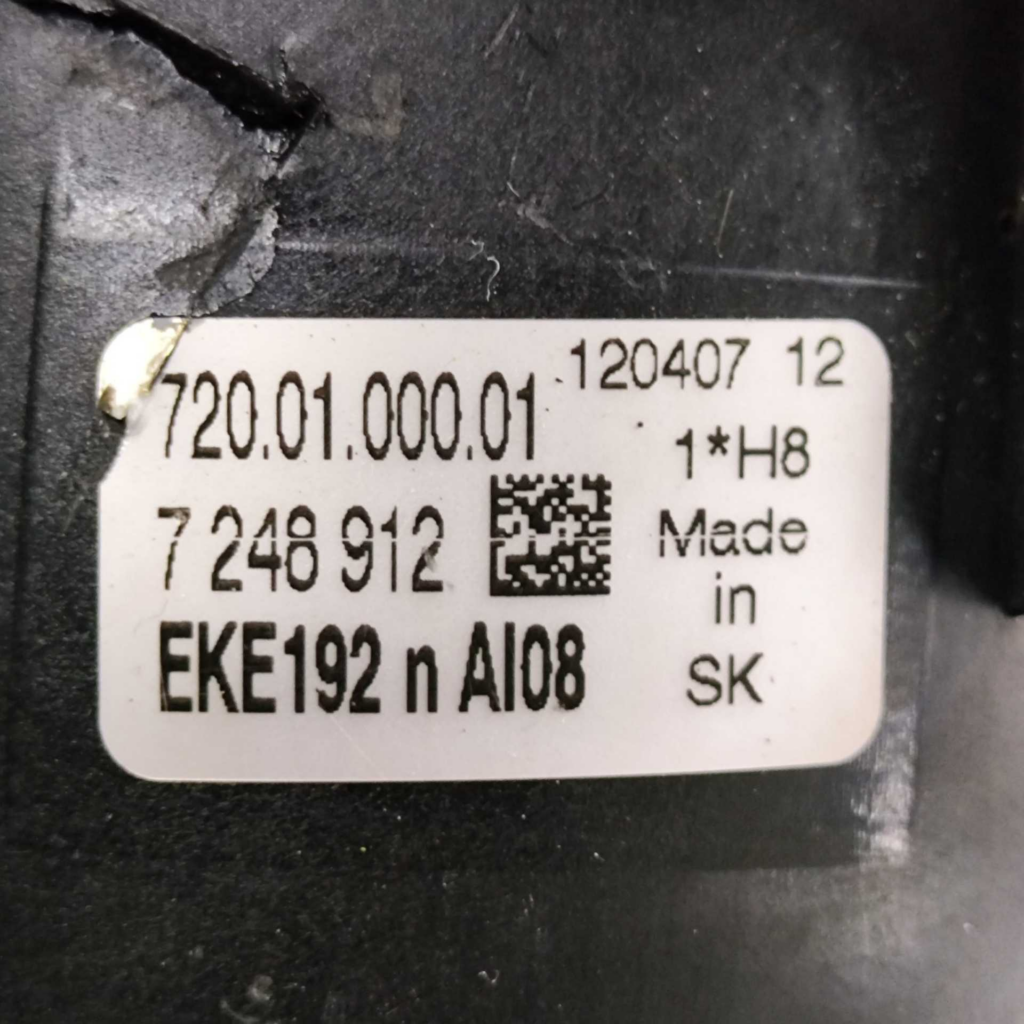 120407 12
720.01.000.01
1*H8
7 248 912
Made
in
EKE192 n AI08
SK